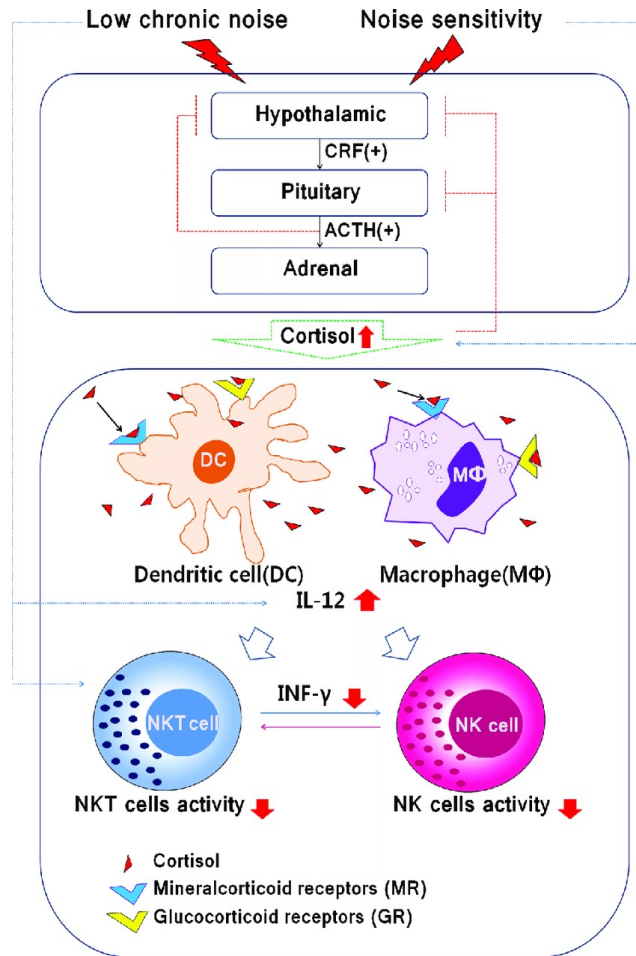 Low chronic noise
Noise sensitivity
Hypothalamic
CRF(+)
Pituitary
ACTH(+)
Adrenal
Cortisol
DC
MΦ
Dendritic cell(DC)
Macrophage(MΦ)
IL-12
INF-γ
NKT cell
NK cell
NKT cells activity
NK cells activity
Cortisol
Mineralcorticoid receptors (MR)
Glucocorticoid receptors (GR)